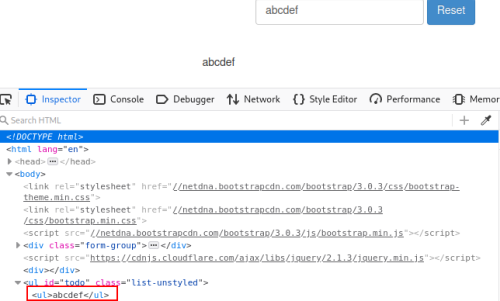 abcdef Reset
abcdef
Inspector Console Debugger Network Style Editor Performance Memor
Search HTML
<!DOCTYPE html>
<html lang="en">
<head></head>
<body>
<link rel="stylesheet" href="//netdna.bootstrapcdn.com/bootstrap/3.0.3/css/bootstrap-
theme.min.css">
<link rel="stylesheet" href="//netdna.bootstrapcdn.com/bootstrap/3.0.3
/css/bootstrap.min.css">
<script src="//netdna.bootstrapcdn.com/bootstrap/3.0.3/js/bootstrap.min.js"></script>
<div class="form-group"></div>
<script src="https://cdnjs.cloudflare.com/ajax/libs/jquery/2.1.3/jquery.min.js"></script>
<div></div>
<ul id="todo" class="list-unstyled">
<ul>abcdef</ul>